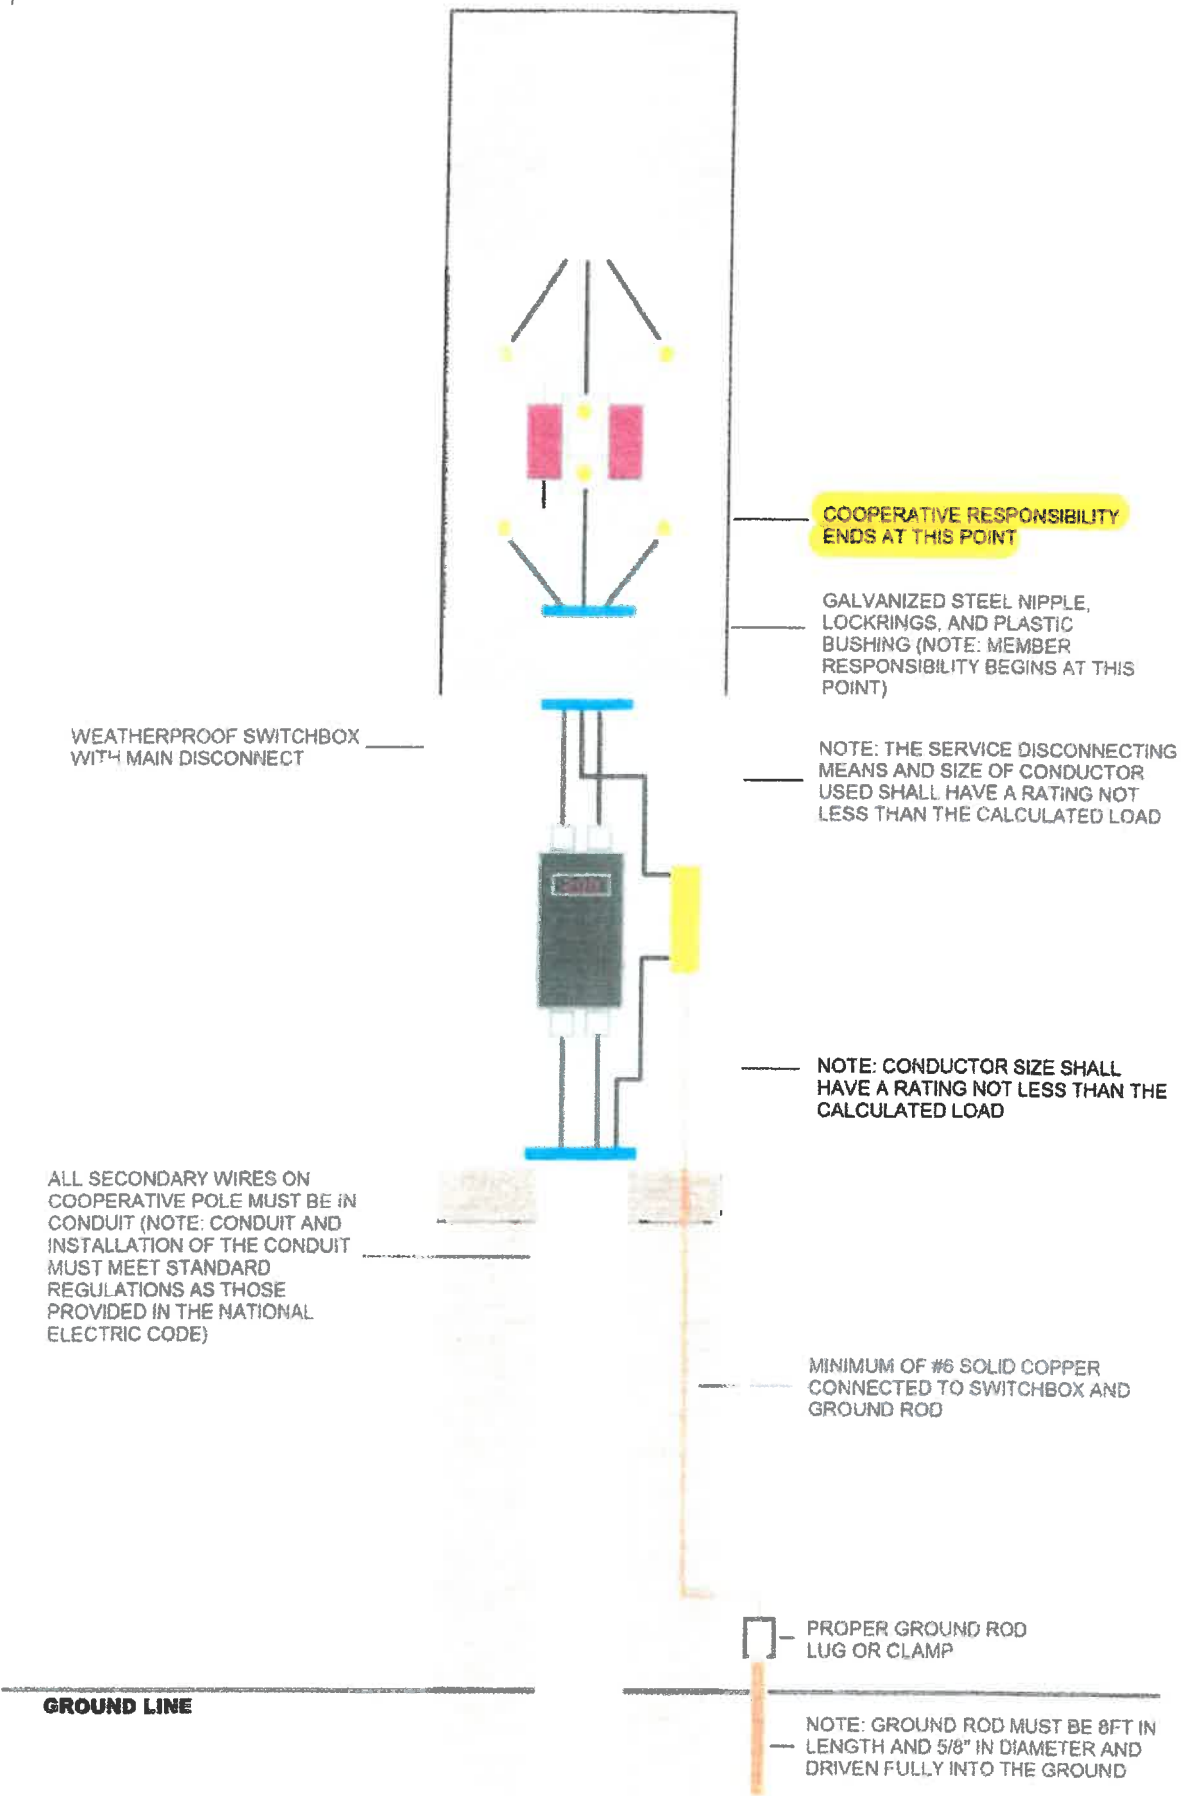 COOPERATIVE RESPONSIBILITY
ENDS AT THIS POINT
GALVANIZED STEEL NIPPLE,
LOCKRINGS, AND PLASTIC
BUSHING (NOTE: MEMBER
RESPONSIBILITY BEGINS AT THIS
POINT)
WEATHERPROOF SWITCHBOX
WITH MAIN DISCONNECT
NOTE: THE SERVICE DISCONNECTING
MEANS AND SIZE OF CONDUCTOR
USED SHALL HAVE A RATING NOT
LESS THAN THE CALCULATED LOAD
NOTE: CONDUCTOR SIZE SHALL
HAVE A RATING NOT LESS THAN THE
CALCULATED LOAD
ALL SECONDARY WIRES ON
COOPERATIVE POLE MUST BE IN
CONDUIT (NOTE: CONDUIT AND
INSTALLATION OF THE CONDUIT
MUST MEET STANDARD
REGULATIONS AS THOSE
PROVIDED IN THE NATIONAL
ELECTRIC CODE)
MINIMUM OF #6 SOLID COPPER
CONNECTED TO SWITCHBOX AND
GROUND ROD
PROPER GROUND ROD
LUG OR CLAMP
GROUND LINE
NOTE: GROUND ROD MUST BE 8FT IN
LENGTH AND 5/8" IN DIAMETER AND
DRIVEN FULLY INTO THE GROUND